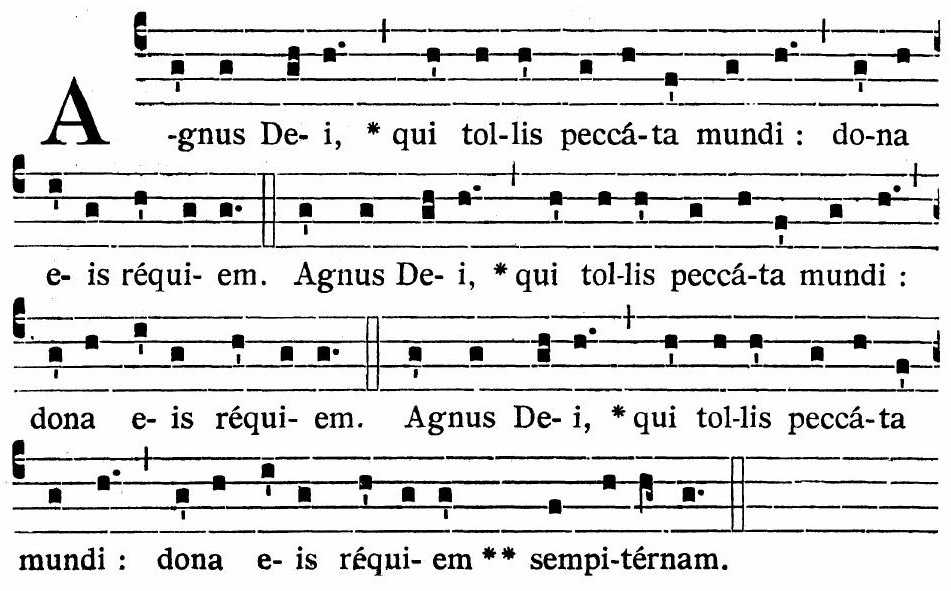 A-gnus De- i, * qui tol-lis peccá-ta mundi : do-na
e- is réqui- em. Agnus De- i, * qui tol-lis peccá-ta mundi :
dona e- is réqui- em. Agnus De- i, * qui tol-lis peccá-ta
mundi : dona e- is réqui- em ** sempi-térnam.